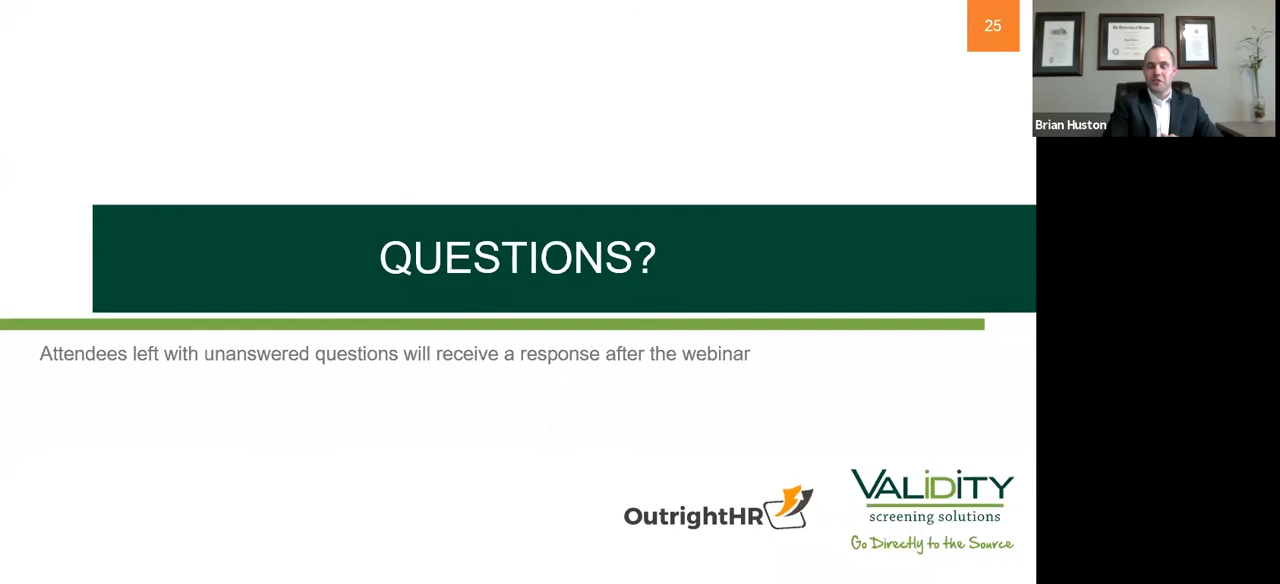 25
Brian Huston
QUESTIONS?
Attendees left with unanswered questions will receive a response after the webinar
OutrightHR
VALiDiTY
screening solutions
Go Directly to the Source